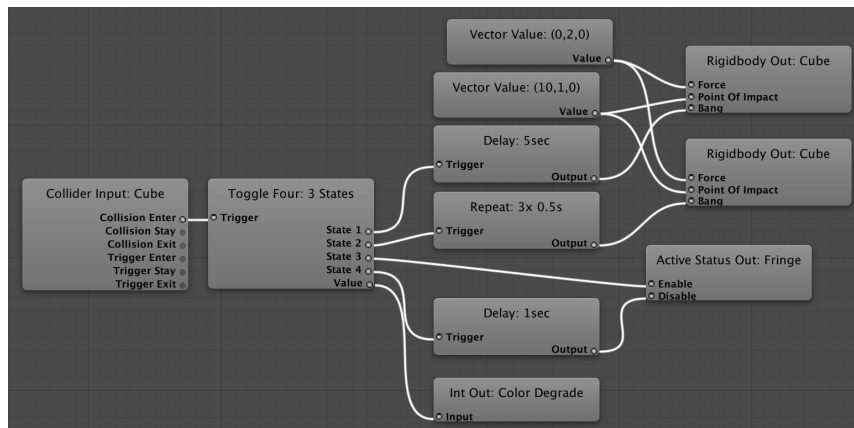 Collider Input: Cube
Collision Enter
Collision Stay
Collision Exit
Trigger Enter
Trigger Stay
Trigger Exit
Toggle Four: 3 States
Trigger
State 1
State 2
State 3
State 4
Value
Vector Value: (0,2,0)
Value
Vector Value: (10,1,0)
Value
Delay: 5sec
Trigger
Output
Repeat: 3x 0.5s
Trigger
Output
Delay: 1sec
Trigger
Output
Int Out: Color Degrade
Input
Rigidbody Out: Cube
Force
Point Of Impact
Bang
Rigidbody Out: Cube
Force
Point Of Impact
Bang
Active Status Out: Fringe
Enable
Disable